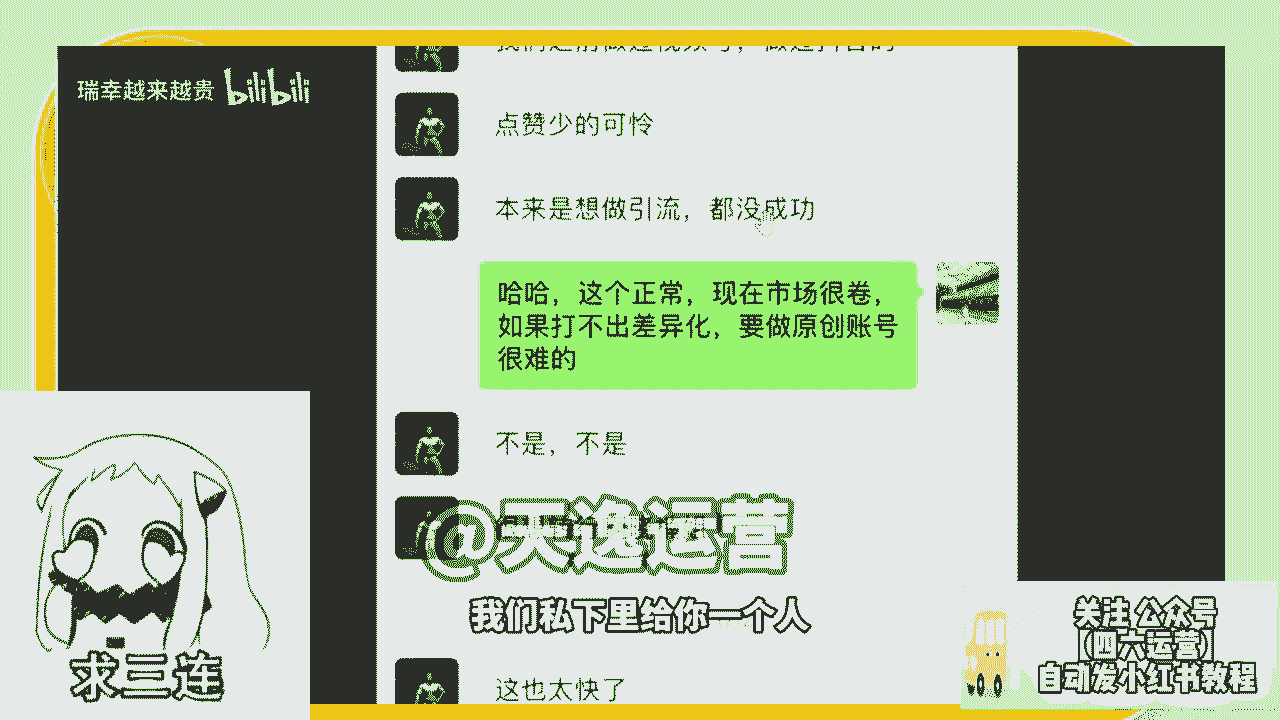 瑞幸越来越贵 bilibili
点赞少的可怜
本来是想做引流，都没成功
哈哈，这个正常，现在市场很卷，
如果打不出差异化，要做原创账号
很难的
不是，不是
@天逸运营
我们私下里给你一个人
这也太快了
求三连
关注 公众号
(四六运营)
自动发小红书教程